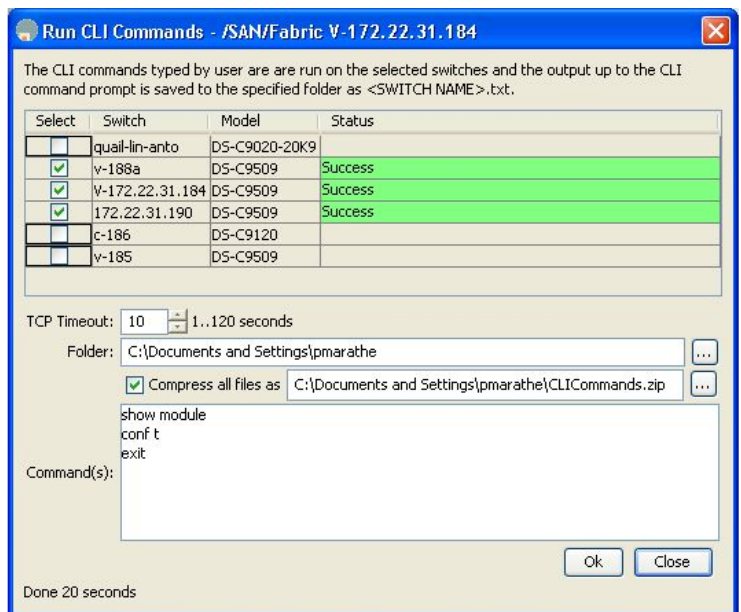 Run CLI Commands - /SAN/Fabric V-172.22.31.184
The CLI commands typed by user are are run on the selected switches and the output up to the CLI
command prompt is saved to the specified folder as <SWITCH NAME>.txt.
Select Switch Model Status
quail-lin-anto DS-C9020-20K9
v-188a DS-C9509 Success
V-172.22.31.184 DS-C9509 Success
172.22.31.190 DS-C9509 Success
c-186 DS-C9120
v-185 DS-C9509
TCP Timeout: 10 1..120 seconds
Folder: C:\Documents and Settings\pmarathe ...
Compress all files as C:\Documents and Settings\pmarathe\CLICommands.zip ...
show module
conf t
exit
Command(s):
Ok Close
Done 20 seconds